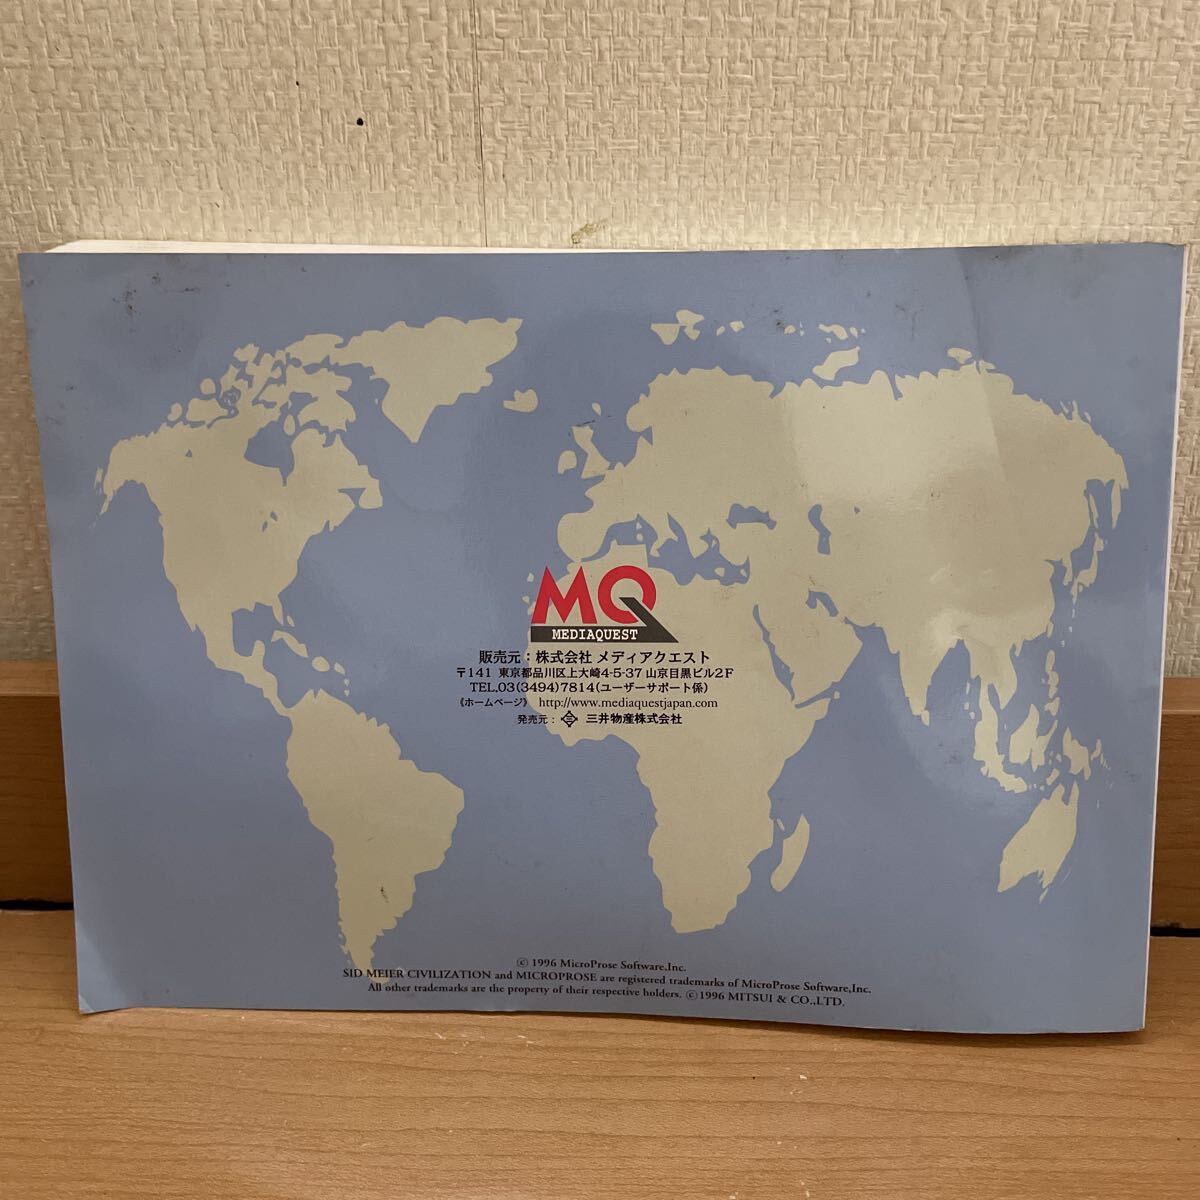 MQ
MEDIAQUEST
販売元：株式会社 メディアクエスト
〒141 東京都品川区上大崎4-5-37 山京目黒ビル2F
TEL.03(3494)7814(ユーザーサポート係)
《ホームページ》 http://www.mediaquestjapan.com
発売元： 三 三井物産株式会社
© 1996 MicroProse Software,Inc.
SID MEIER CIVILIZATION and MICROPROSE are registered trademarks of MicroProse Software,Inc.
All other trademarks are the property of their respective holders. ©1996 MITSUI & CO.,LTD.